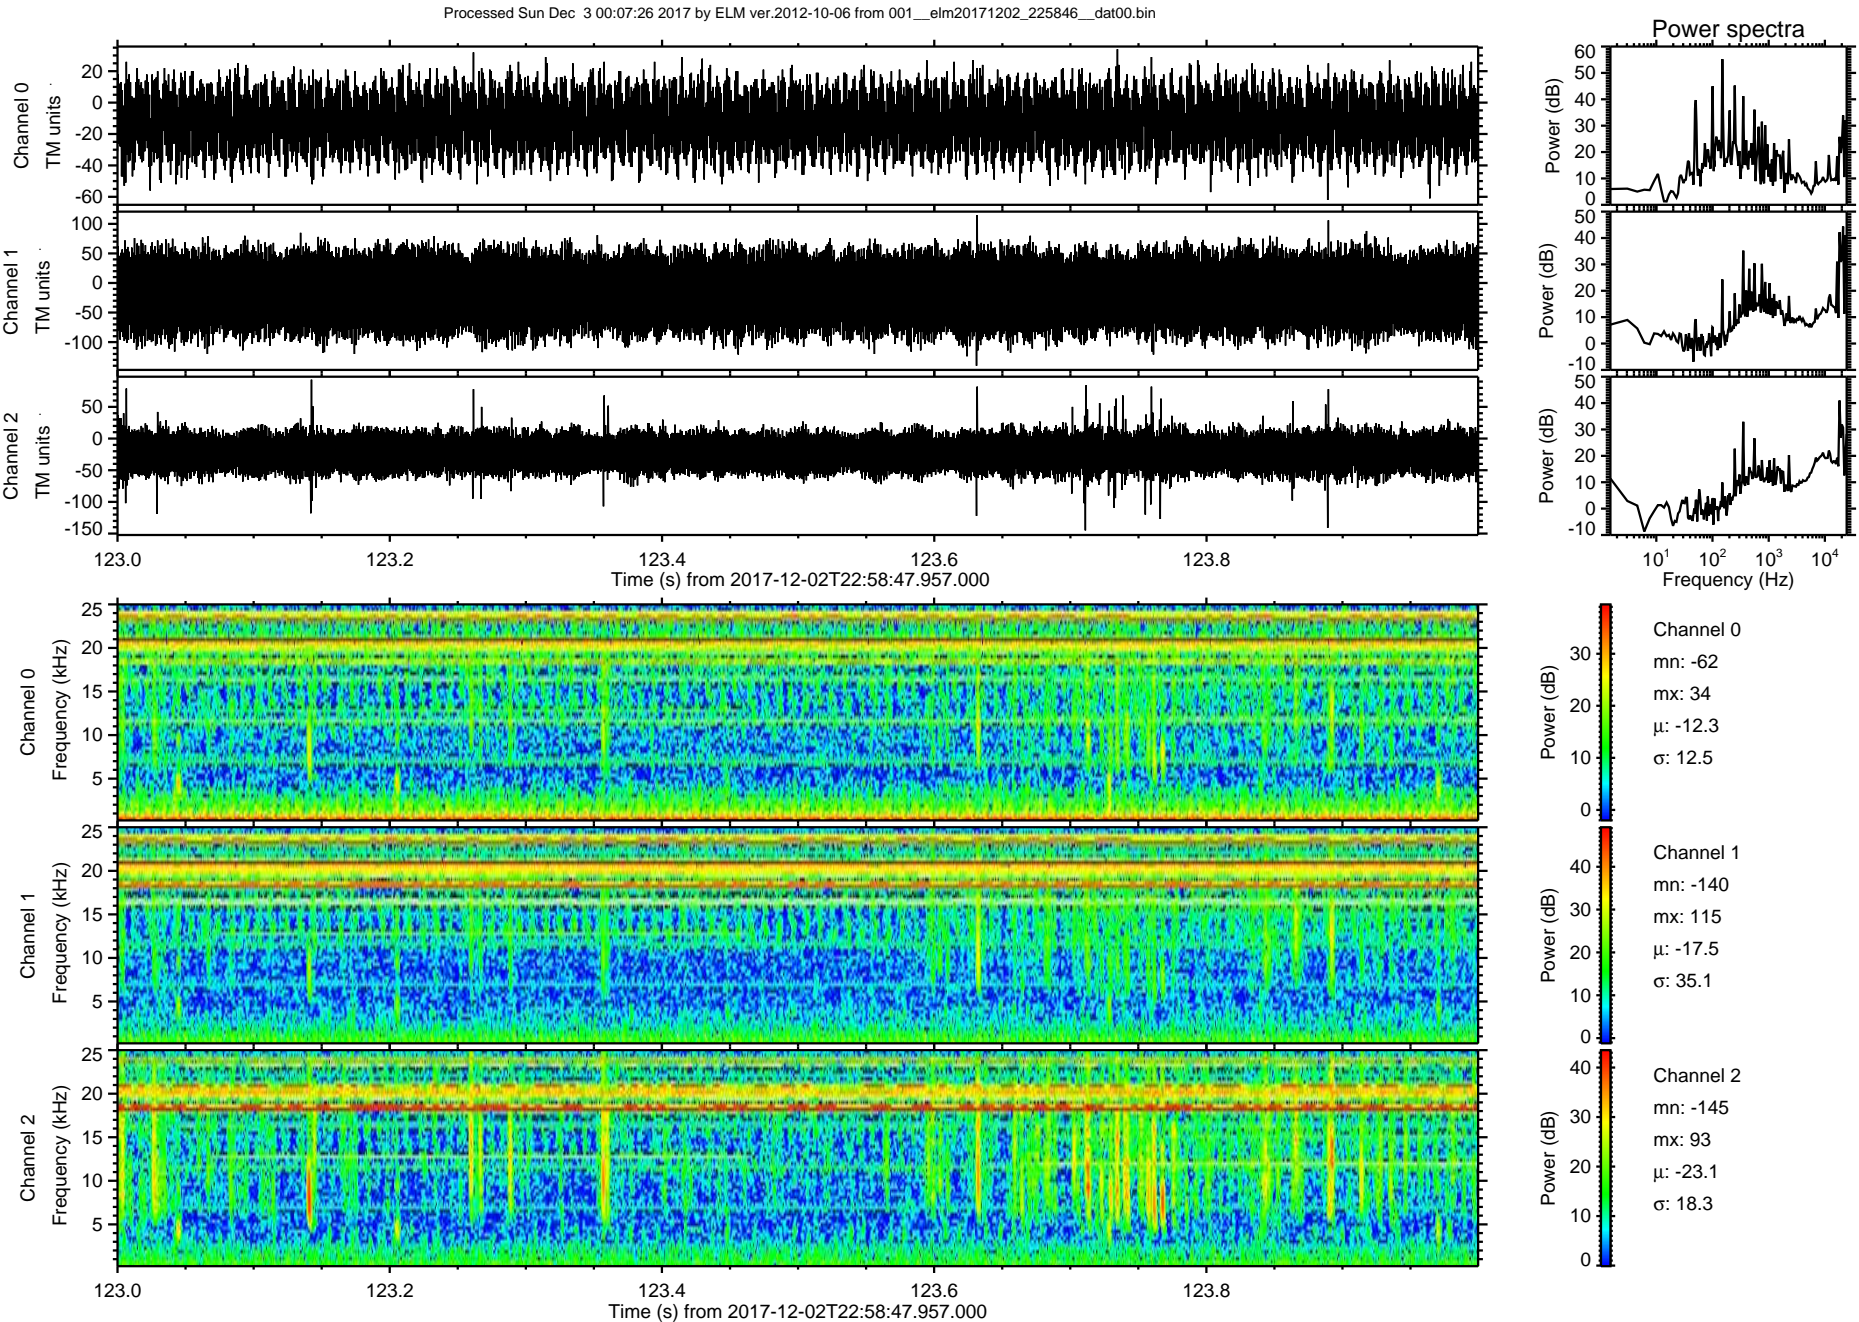 Processed Sun Dec  3 00:07:26 2017 by ELM ver.2012-10-06 from 001__elm20171202_225846__dat00.bin
Power spectra
Channel 0
TM units
20
0
-20
-40
-60
Power (dB)
60
50
40
30
20
10
0
Channel 1
TM units
100
50
0
-50
-100
Power (dB)
50
40
30
20
10
0
-10
Channel 2
TM units
50
0
-50
-100
-150
Power (dB)
50
40
30
20
10
0
-10
123.0 123.2 123.4 123.6 123.8
Time (s) from 2017-12-02T22:58:47.957.000
10¹ 10² 10³ 10⁴
Frequency (Hz)
Channel 0
Frequency (kHz)
25
20
15
10
5
Power (dB)
30
20
10
0
Channel 0
mn: -62
mx: 34
μ: -12.3
σ: 12.5
Channel 1
Frequency (kHz)
25
20
15
10
5
Power (dB)
40
30
20
10
0
Channel 1
mn: -140
mx: 115
μ: -17.5
σ: 35.1
Channel 2
Frequency (kHz)
25
20
15
10
5
Power (dB)
40
30
20
10
0
Channel 2
mn: -145
mx: 93
μ: -23.1
σ: 18.3
123.0 123.2 123.4 123.6 123.8
Time (s) from 2017-12-02T22:58:47.957.000